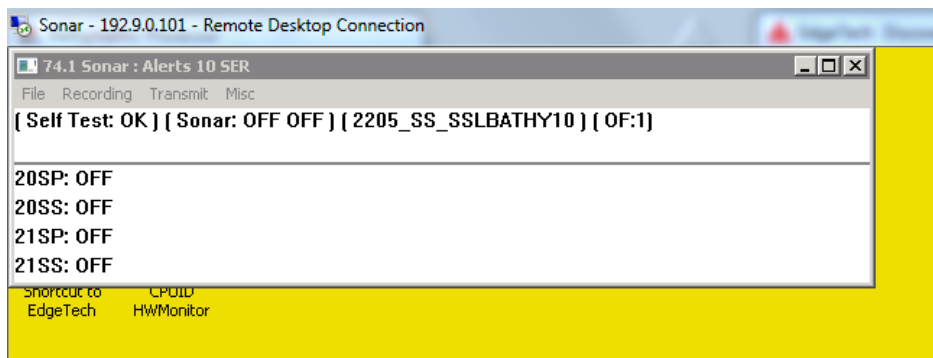 Sonar - 192.9.0.101 - Remote Desktop Connection
74.1 Sonar : Alerts 10 SER
File Recording Transmit Misc
( Self Test: OK ) ( Sonar: OFF OFF ) ( 2205_SS_SSLBATHY10 ) ( OF:1)
20SP: OFF
20SS: OFF
21SP: OFF
21SS: OFF
Shortcut to EdgeTech
CPUID HWMonitor